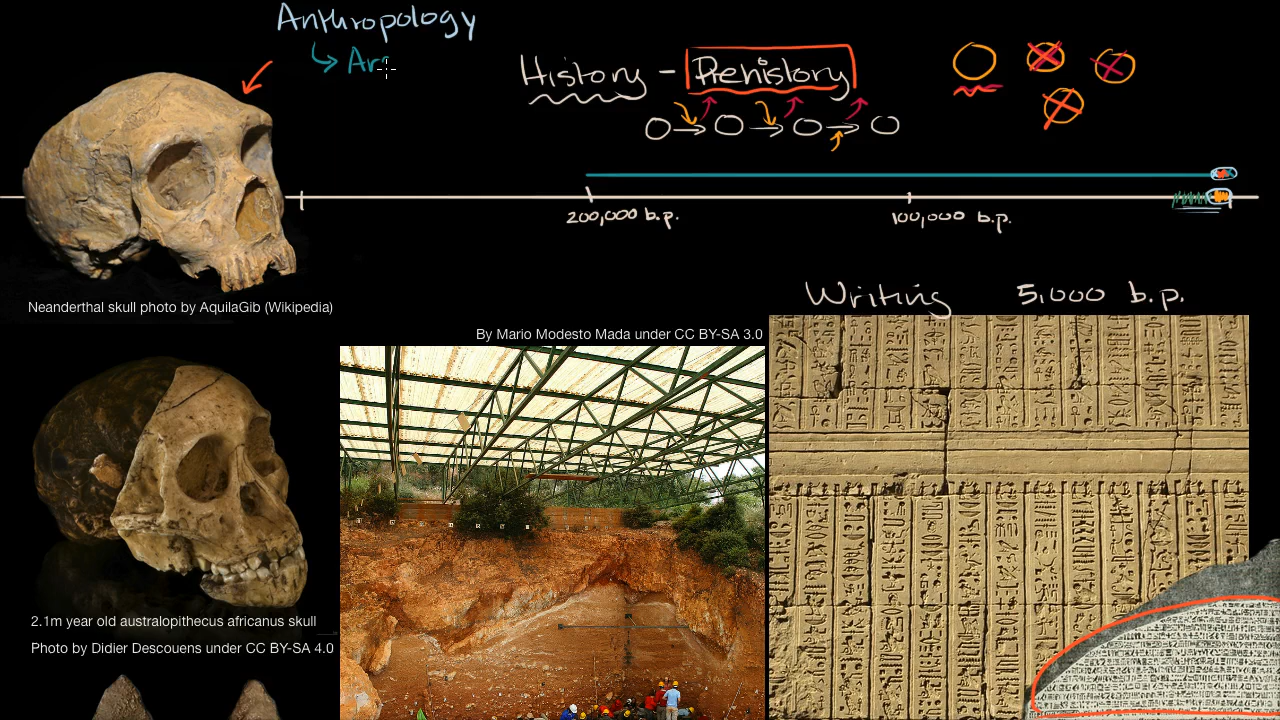 Anthropology
Ar
History - Prehistory
200,000 b.p.
100,000 b.p.
Writing 5,000 b.p.
Neanderthal skull photo by AquilaGib (Wikipedia)
By Mario Modesto Mada under CC BY-SA 3.0
2.1m year old australopithecus africanus skull
Photo by Didier Descouens under CC BY-SA 4.0